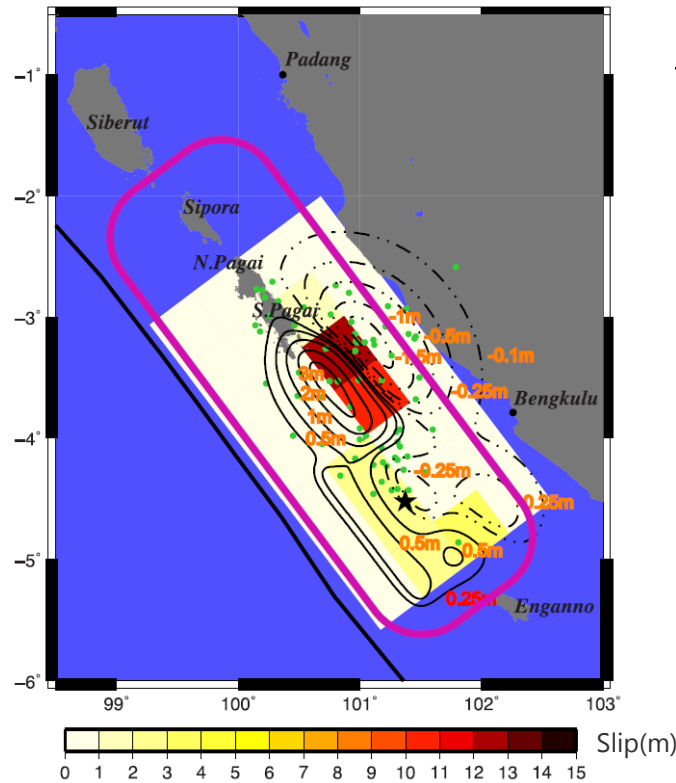 Padang
Siberut
Sipora
N.Pagai
S.Pagai
-1m
-0.5m
-0.1m
-1.5m
3m
2m
-0.25m
Bengkulu
1m
0.5m
-0.25m
0.25m
0.5m
0.5m
0.25m
Enganno
−1°
−2°
−3°
−4°
−5°
−6°
99° 100° 101° 102° 103°
0 1 2 3 4 5 6 7 8 9 10 11 12 13 14 15
Slip(m)